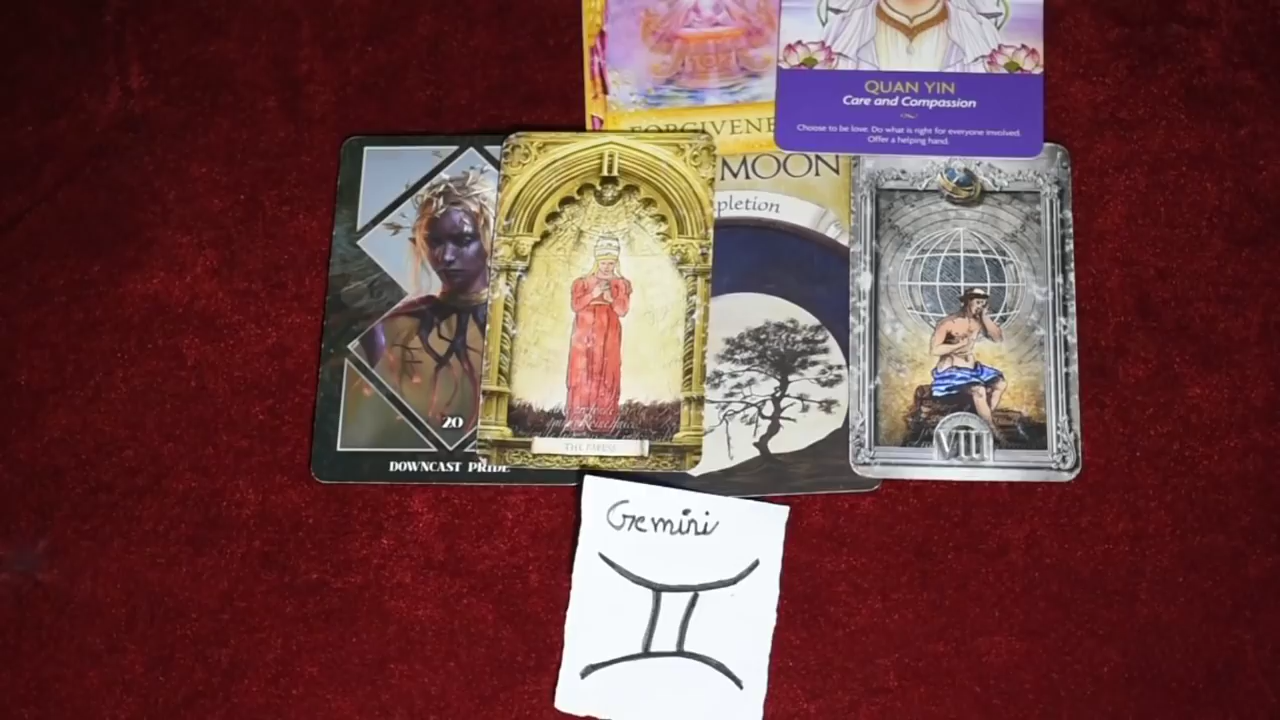 QUAN YIN
Care and Compassion
Choose to be love. Do what is right for everyone involved.
Offer a helping hand.
FORGIVENE
MOON
pletion
II
20
DOWNCAST PRIDE
VIII
Gemini